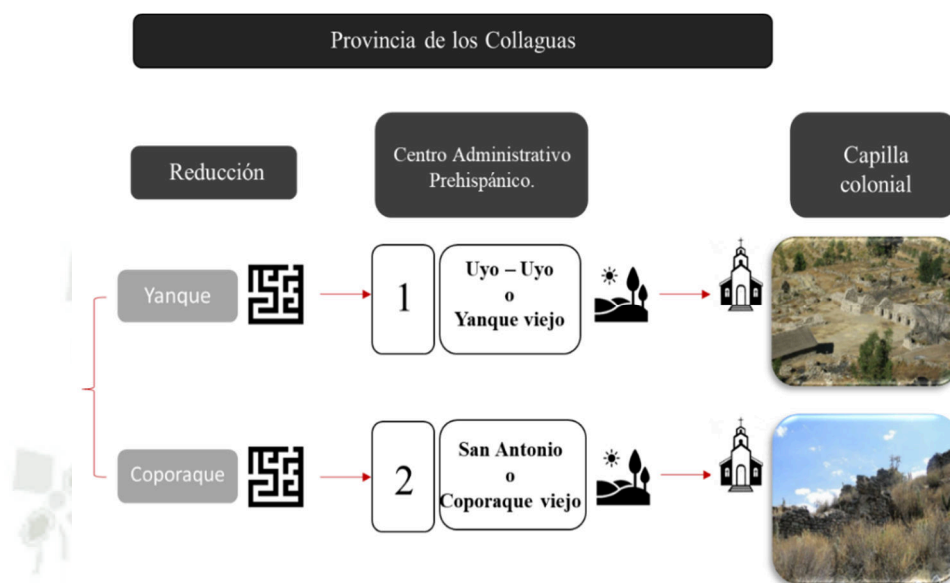 Provincia de los Collaguas
Reducción
Centro Administrativo
Prehispánico.
Capilla
colonial
Yanque
1
Uyo – Uyo
o
Yanque viejo
Coporaque
2
San Antonio
o
Coporaque viejo